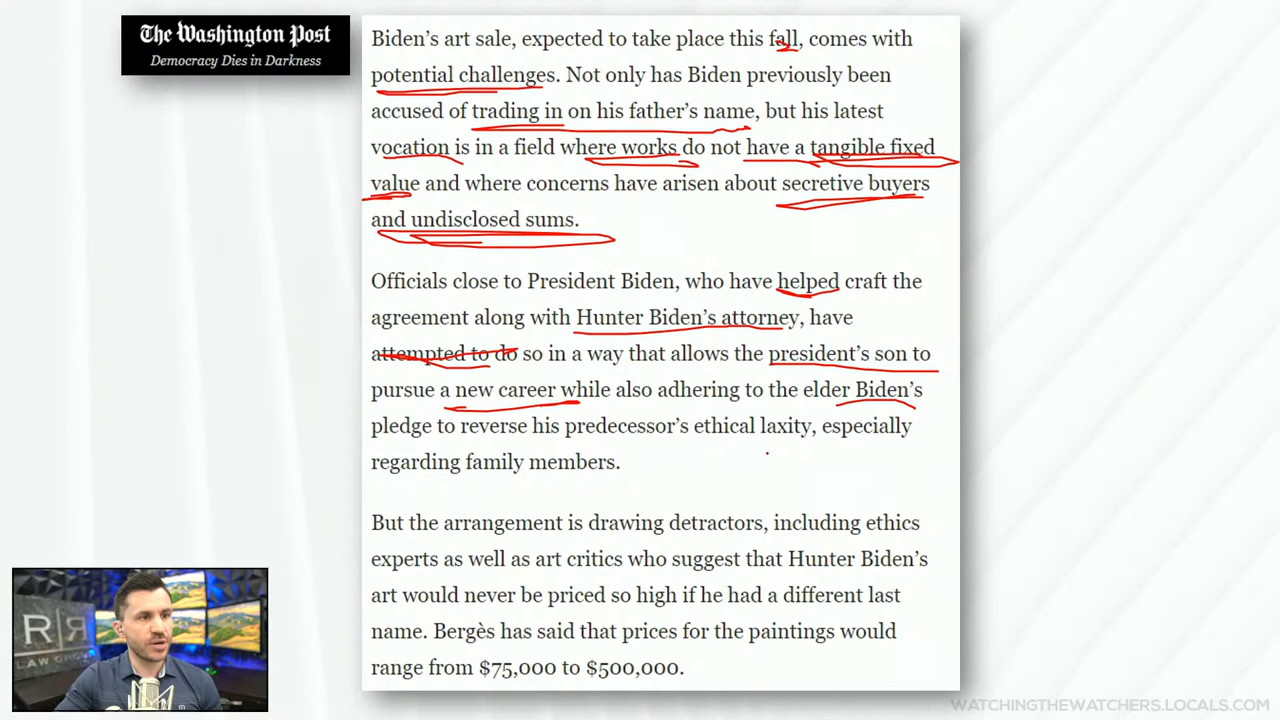 The Washington Post
Democracy Dies in Darkness
Biden's art sale, expected to take place this fall, comes with
potential challenges. Not only has Biden previously been
accused of trading in on his father's name, but his latest
vocation is in a field where works do not have a tangible fixed
value and where concerns have arisen about secretive buyers
and undisclosed sums.
Officials close to President Biden, who have helped craft the
agreement along with Hunter Biden's attorney, have
attempted to do so in a way that allows the president's son to
pursue a new career while also adhering to the elder Biden's
pledge to reverse his predecessor's ethical laxity, especially
regarding family members.
But the arrangement is drawing detractors, including ethics
experts as well as art critics who suggest that Hunter Biden's
art would never be priced so high if he had a different last
name. Bergès has said that prices for the paintings would
range from $75,000 to $500,000.
R R
LAW GROUP
WATCHINGTHEWATCHERS.LOCALS.COM